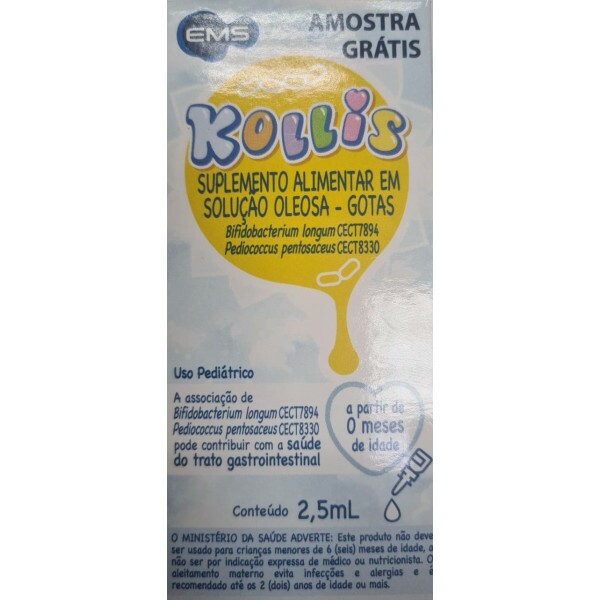 EMS
AMOSTRA
GRÁTIS
KOLLIS
SUPLEMENTO ALIMENTAR EM
SOLUÇÃO OLEOSA - GOTAS
Bifidobacterium longum CECT7894
Pediococcus pentosaceus CECT8330
Uso Pediátrico
A associação de
Bifidobacterium longum CECT7894
Pediococcus pentosaceus CECT8330
pode contribuir com a saúde
do trato gastrointestinal
a partir de
0 meses
de idade
Conteúdo 2,5mL
O MINISTÉRIO DA SAÚDE ADVERTE: Este produto não deve
ser usado para crianças menores de 6 (seis) meses de idade, a
não ser por indicação expressa de médico ou nutricionista. O
aleitamento materno evita infecções e alergias e é
recomendado até os 2 (dois) anos de idade ou mais.